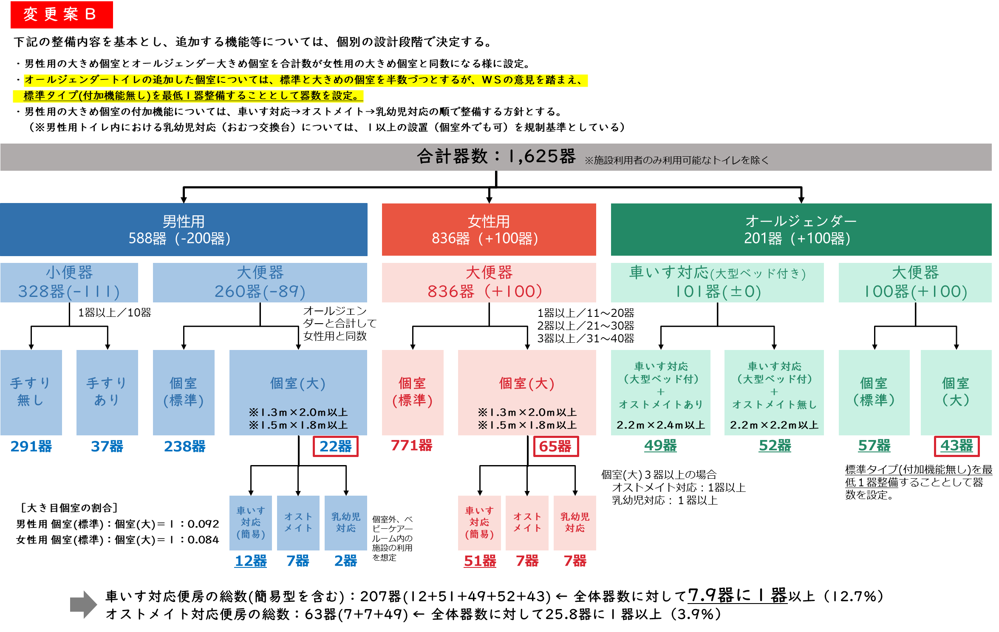 変更案B
下記の整備内容を基本とし、追加する機能等については、個別の設計段階で決定する。
・男性用の大きめ個室とオールジェンダー大きめ個室を合計数が女性用の大きめ個室と同数になる様に設定。
・オールジェンダートイレの追加した個室については、標準と大きめの個室を半数づつとするが、WSの意見を踏まえ、
標準タイプ(付加機能無し)を最低1器整備することとして器数を設定。
・男性用の大きめ個室の付加機能については、車いす対応→オストメイト→乳幼児対応の順で整備する方針とする。
（※男性用トイレ内における乳幼児対応（おむつ交換台）については、1以上の設置（個室外でも可）を規制基準としている）
合計器数：1,625器 ※施設利用者のみ利用可能なトイレを除く
男性用
588器（-200器）
女性用
836器（+100器）
オールジェンダー
201器（+100器）
小便器
328器(-111)
大便器
260器(-89)
大便器
836器（+100）
車いす対応(大型ベッド付き)
101器(±0)
大便器
100器(+100)
1器以上／10器
オールジェン
ダーと合計して
女性用と同数
1器以上／11～20器
2器以上／21～30器
3器以上／31～40器
手すり
無し
手すり
あり
個室
(標準)
個室(大)
※1.3m×2.0m以上
※1.5m×1.8m以上
個室
(標準)
個室(大)
※1.3m×2.0m以上
※1.5m×1.8m以上
車いす対応
（大型ベッド付）
＋
オストメイトあり
2.2m×2.4m以上
車いす対応
（大型ベッド付）
＋
オストメイト無し
2.2m×2.2m以上
個室
（標準）
個室
（大）
291器
37器
238器
22器
771器
65器
49器
52器
57器
43器
個室(大)３器以上の場合
オストメイト対応：1器以上
乳幼児対応：１器以上
標準タイプ(付加機能無し)を最
低１器整備することとして器
数を設定。
［大き目個室の割合］
男性用 個室(標準)：個室(大)＝1：0.092
女性用 個室(標準)：個室(大)＝1：0.084
車いす
対応
(簡易)
オスト
メイト
乳幼児
対応
個室外、ベ
ビーケアー
ルーム内の
施設の利用
を想定
車いす
対応
(簡易)
オスト
メイト
乳幼児
対応
12器
7器
2器
51器
7器
7器
車いす対応便房の総数(簡易型を含む)：207器(12+51+49+52+43) ← 全体器数に対して7.9器に1器以上（12.7%）
オストメイト対応便房の総数：63器(7+7+49) ← 全体器数に対して25.8器に1器以上（3.9%）